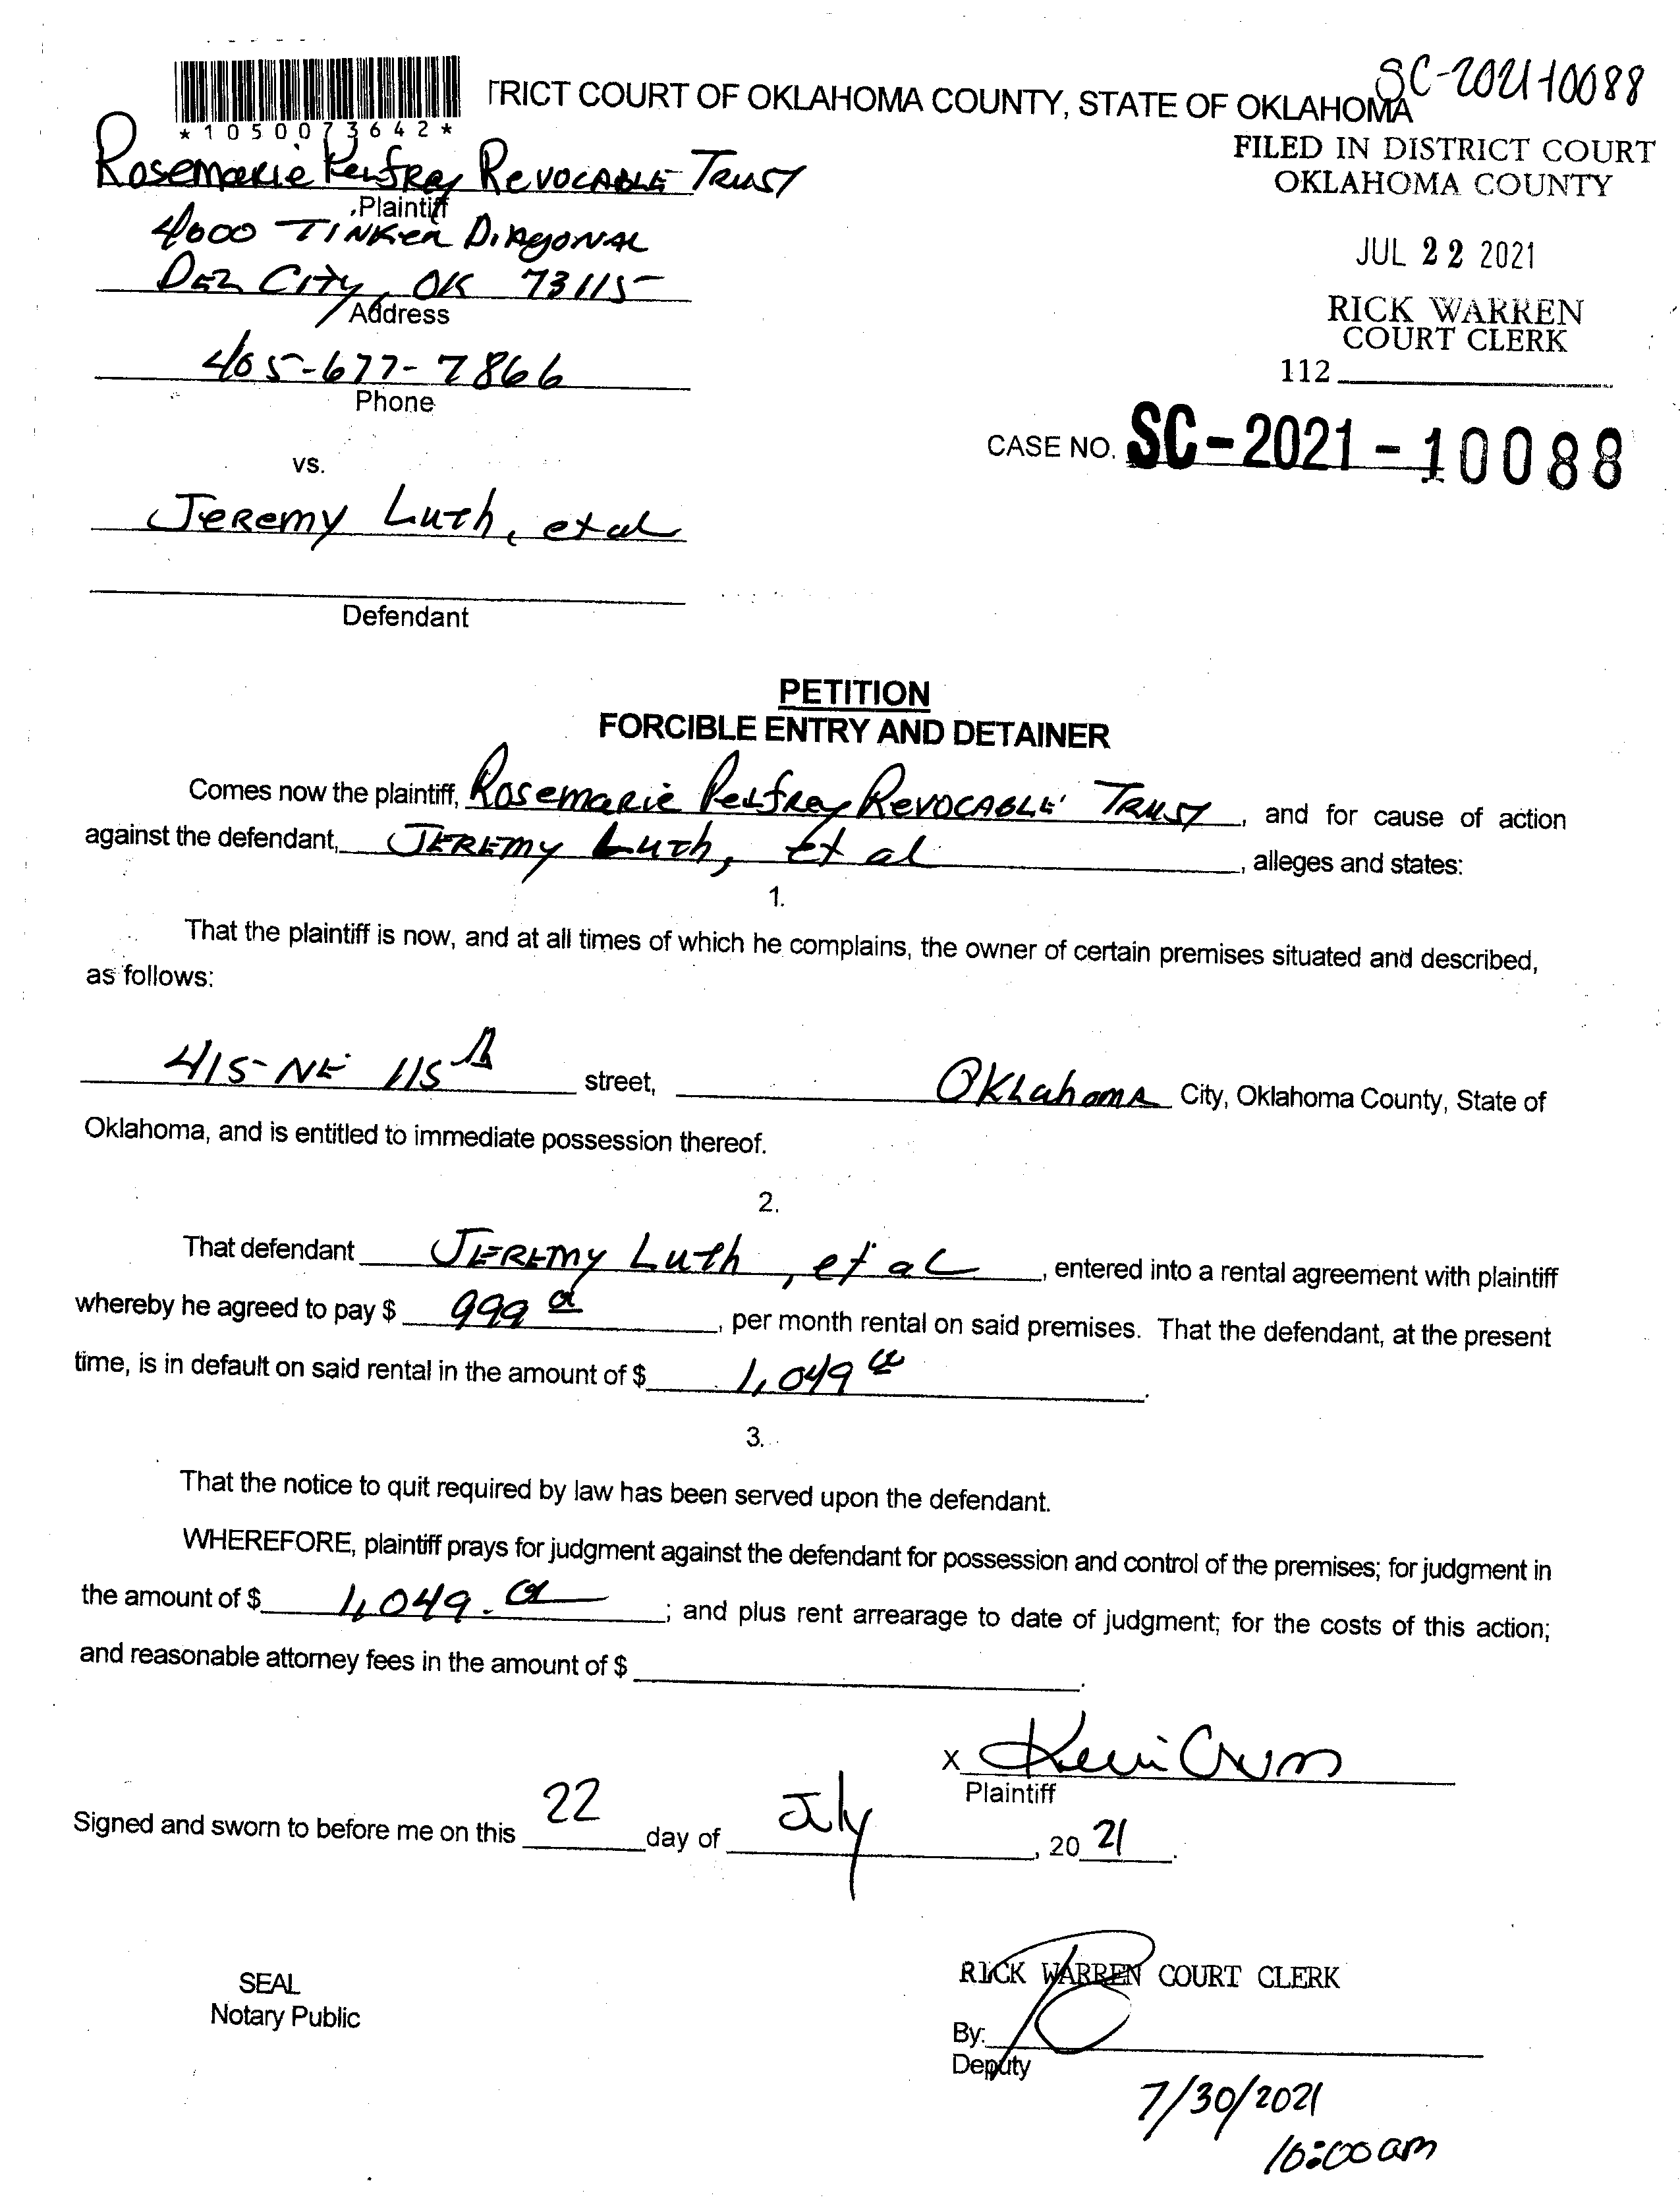 SC-2021-10088
TRICT COURT OF OKLAHOMA COUNTY, STATE OF OKLAHOMA
*1050073642*
FILED IN DISTRICT COURT
OKLAHOMA COUNTY
Rosemarie Pelfrey Revocable Trust
Plaintiff
JUL 22 2021
4000 Tinker Diagonal
Del City, OK 73115
Address
RICK WARREN
COURT CLERK
405-677-7866
Phone
112
CASE NO. SC-2021-10088
vs.
Jeremy Luth, et al
Defendant
PETITION
FORCIBLE ENTRY AND DETAINER
Comes now the plaintiff, Rosemarie Pelfrey Revocable Trust, and for cause of action
against the defendant, Jeremy Luth, et al, alleges and states:
1.
That the plaintiff is now, and at all times of which he complains, the owner of certain premises situated and described,
as follows:
415 NE 115th street, Oklahoma City, Oklahoma County, State of
Oklahoma, and is entitled to immediate possession thereof.
2.
That defendant Jeremy Luth, et al, entered into a rental agreement with plaintiff
whereby he agreed to pay $ 999, per month rental on said premises. That the defendant, at the present
time, is in default on said rental in the amount of $ 1,049.
3.
That the notice to quit required by law has been served upon the defendant.
WHEREFORE, plaintiff prays for judgment against the defendant for possession and control of the premises; for judgment in
the amount of $ 1,049.; and plus rent arrearage to date of judgment; for the costs of this action;
and reasonable attorney fees in the amount of $
X
Plaintiff
Signed and sworn to before me on this 22 day of July, 20 21.
RICK WARREN COURT CLERK
SEAL
Notary Public
By:
Deputy
7/30/2021
10:00am